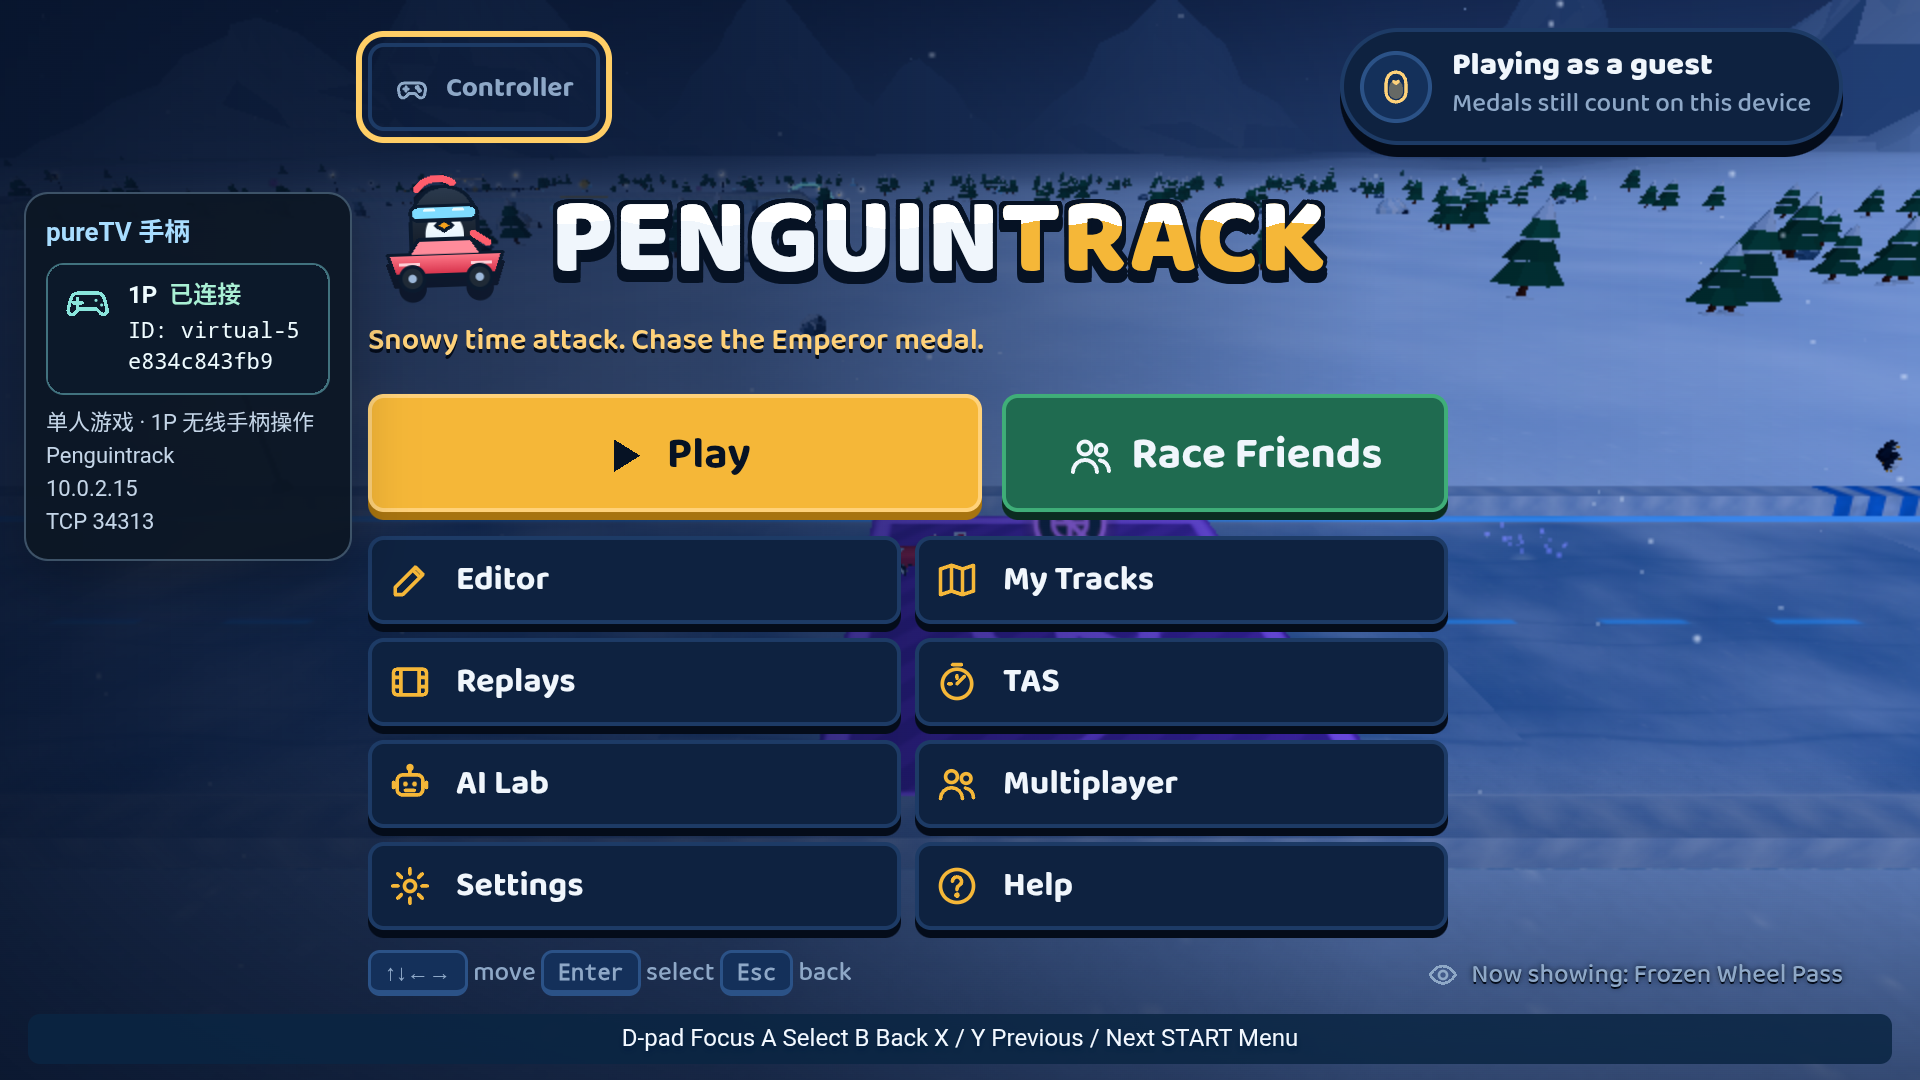 Controller
Playing as a guest
Medals still count on this device
pureTV 手柄
1P 已连接
ID: virtual-5
e834c843fb9
单人游戏 · 1P 无线手柄操作
Penguintrack
10.0.2.15
TCP 34313
PENGUINTRACK
Snowy time attack. Chase the Emperor medal.
Play
Race Friends
Editor
My Tracks
Replays
TAS
AI Lab
Multiplayer
Settings
Help
↑↓←→ move Enter select Esc back
Now showing: Frozen Wheel Pass
D-pad Focus A Select B Back X / Y Previous / Next START Menu